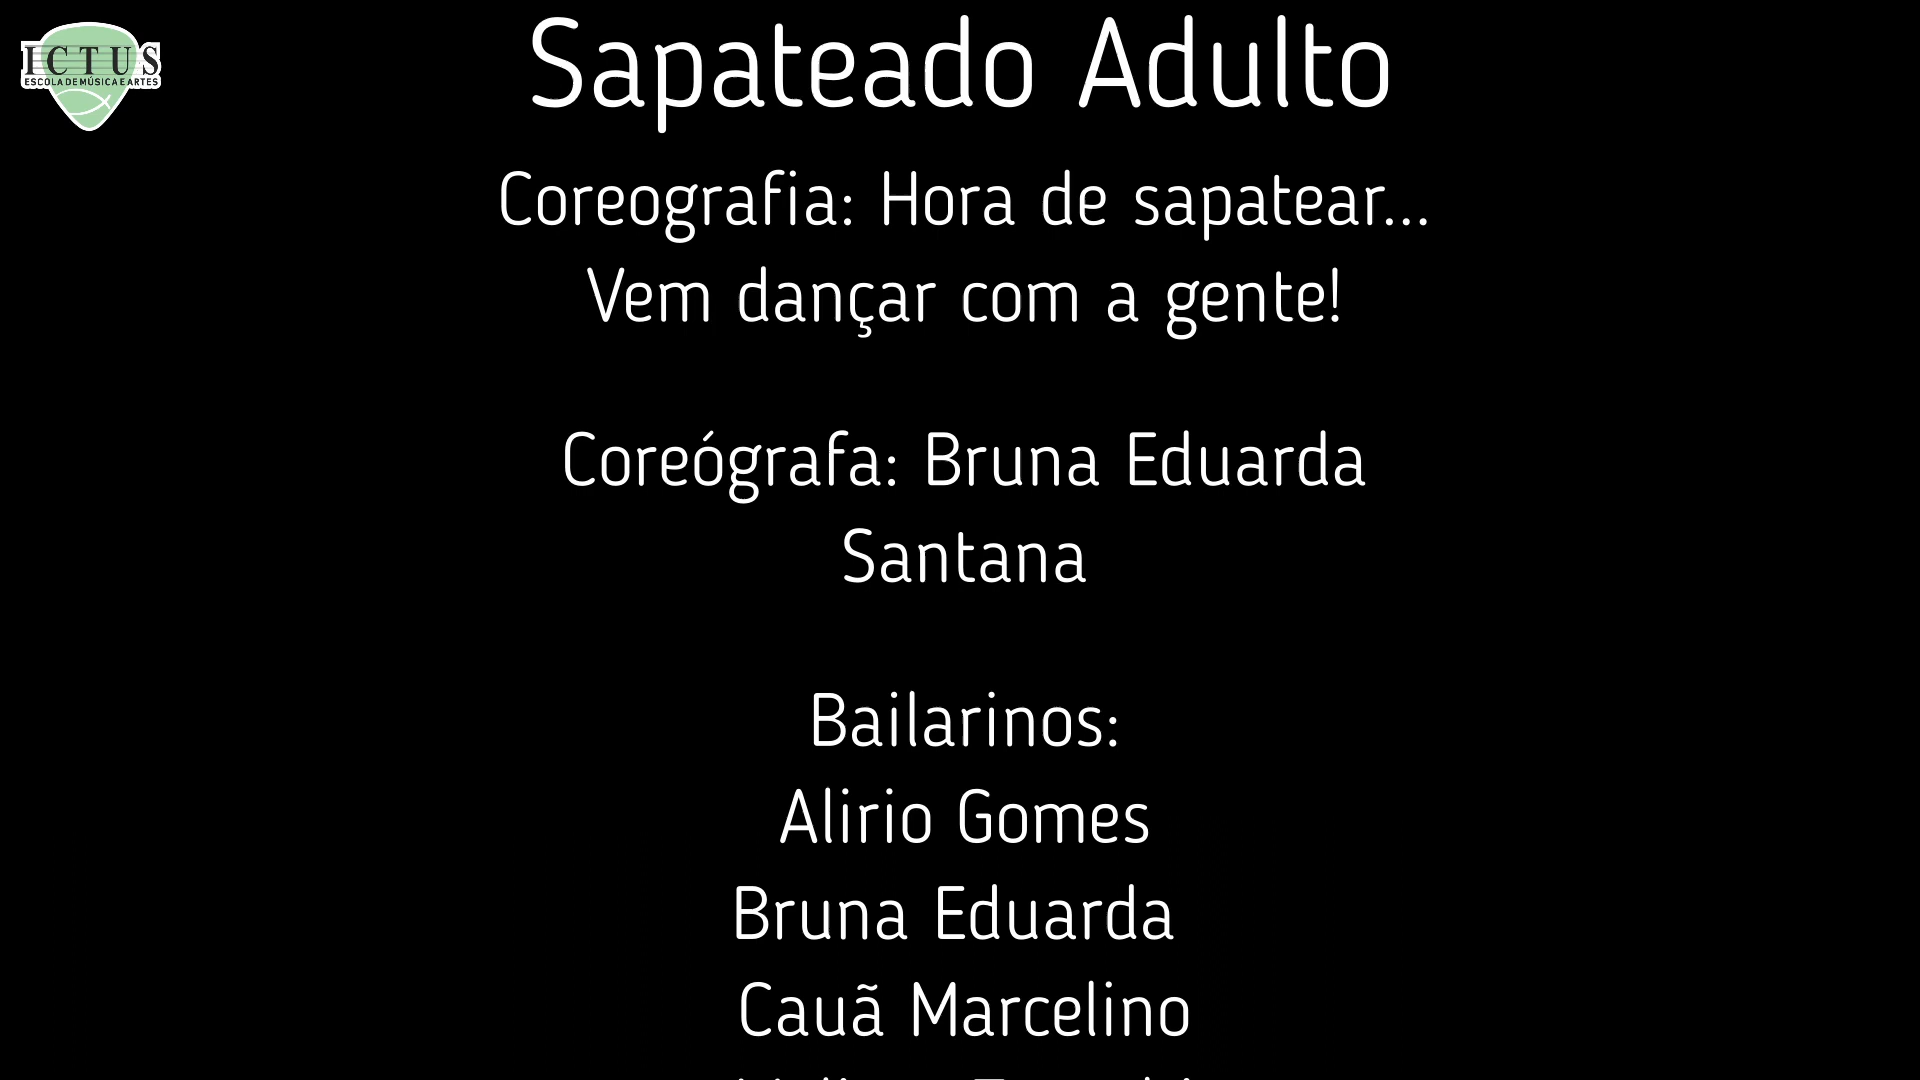 ICTUS
ESCOLA DE MÚSICA E ARTES
Sapateado Adulto
Coreografia: Hora de sapatear...
Vem dançar com a gente!
Coreógrafa: Bruna Eduarda
Santana
Bailarinos:
Alirio Gomes
Bruna Eduarda
Cauã Marcelino